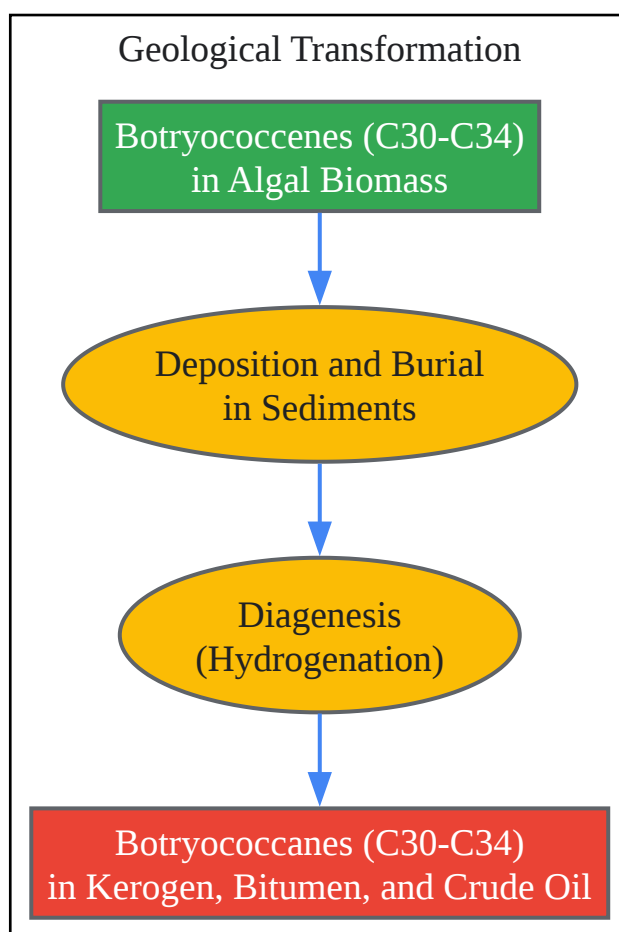 Geological Transformation
Botryococcenes (C30-C34)
in Algal Biomass
Deposition and Burial
in Sediments
Diagenesis
(Hydrogenation)
Botryococcanes (C30-C34)
in Kerogen, Bitumen, and Crude Oil